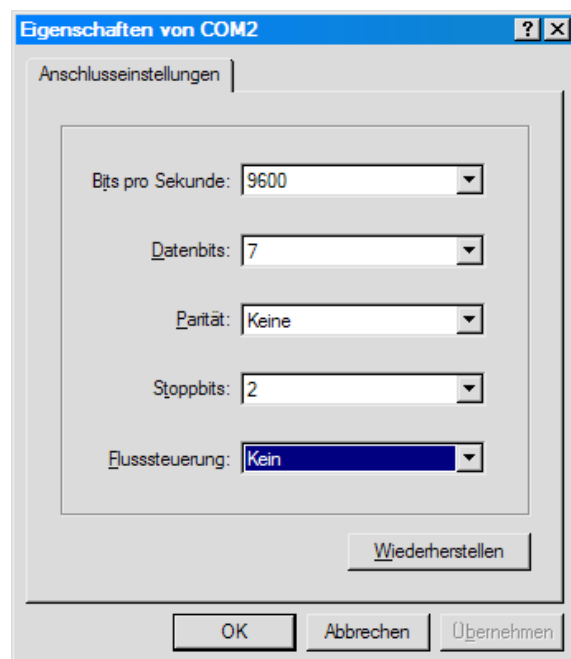 Eigenschaften von COM2
Anschlusseinstellungen
Bits pro Sekunde: 9600
Datenbits: 7
Parität: Keine
Stoppbits: 2
Flusssteuerung: Kein
Wiederherstellen
OK Abbrechen Übernehmen